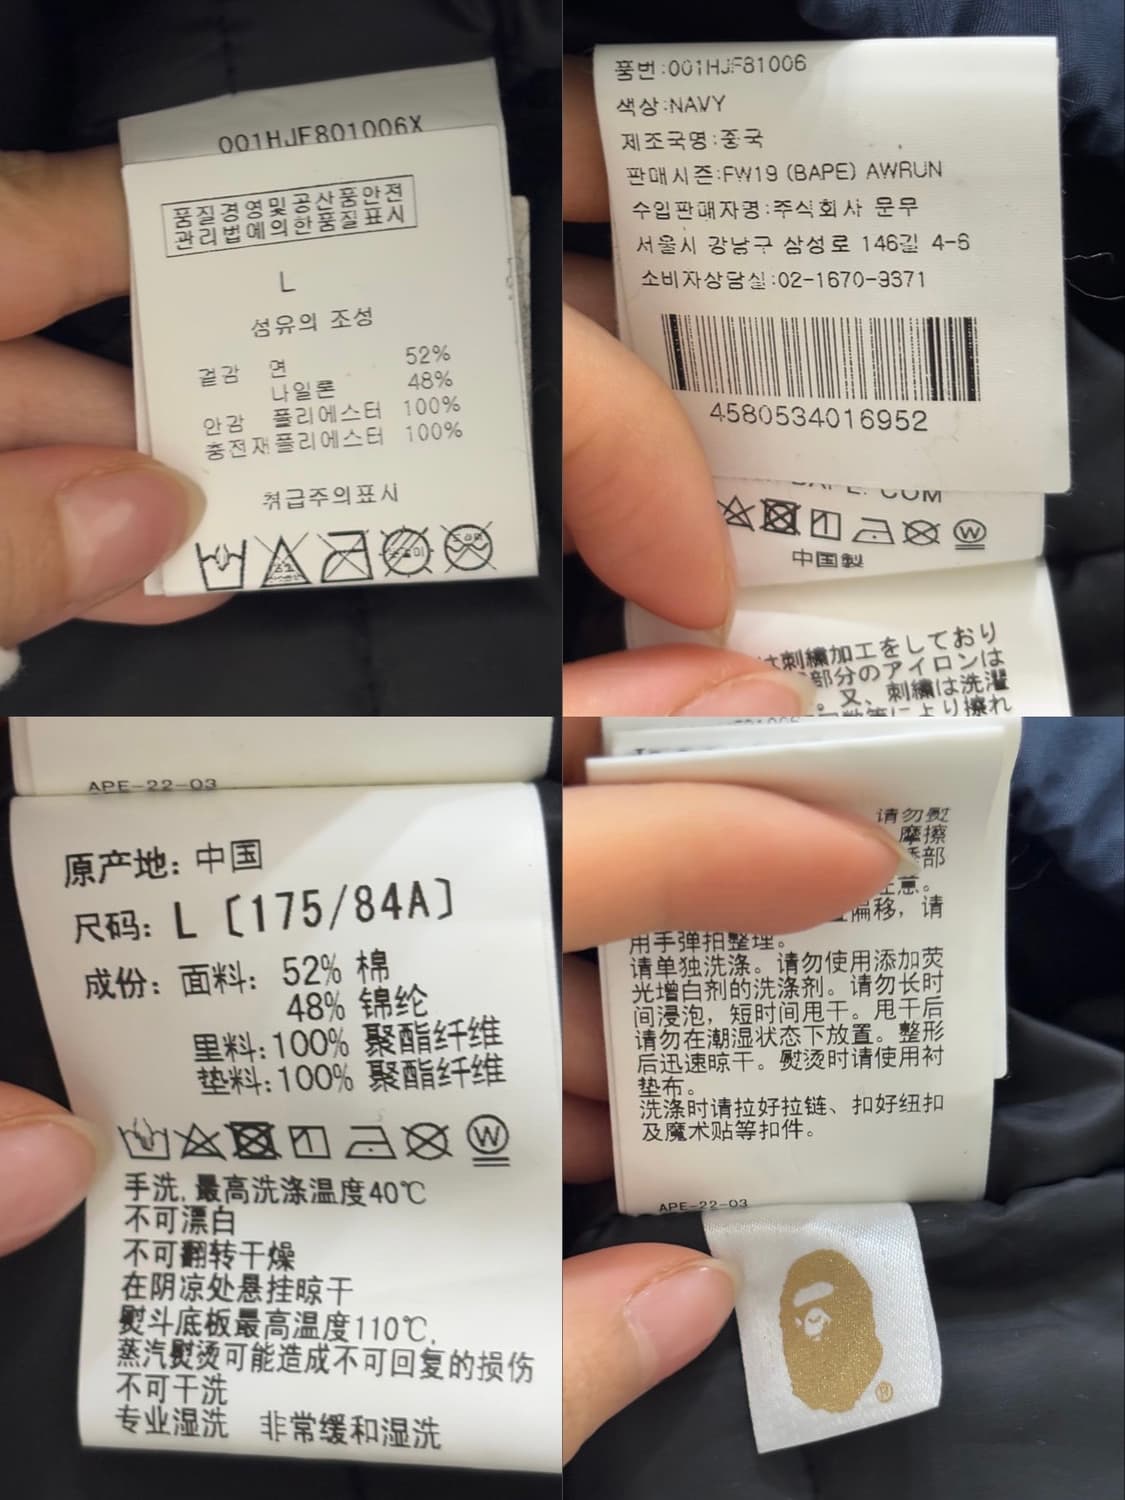 001HJF801006X
품질경영및공산품안전
관리법에의한품질표시
L
섬유의 조성
겉감 면 52%
나일론 48%
안감 폴리에스터 100%
충전재폴리에스터 100%
취급주의표시
품번:001HJF81006
색상:NAVY
제조국명:중국
판매시즌:FW19 (BAPE) AWRUN
수입판매자명:주식회사 문무
서울시 강남구 삼성로 146길 4-6
소비자상담실:02-1670-9371
4580534016952
BAPE.COM
中国製
は刺繍加工をしており
部分のアイロンは
。又、刺繍は洗濯
により擦れ
APE-22-03
原产地: 中国
尺码: L〔175/84A〕
成份: 面料: 52% 棉
48% 锦纶
里料:100% 聚酯纤维
垫料:100% 聚酯纤维
W
手洗,最高洗涤温度40℃
不可漂白
不可翻转干燥
在阴凉处悬挂晾干
熨斗底板最高温度110℃,
蒸汽熨烫可能造成不可回复的损伤
不可干洗
专业湿洗 非常缓和湿洗
请勿熨
摩擦
部
注意。
偏移，请
用手弹拍整理。
请单独洗涤。请勿使用添加荧
光增白剂的洗涤剂。请勿长时
间浸泡，短时间甩干。甩干后
请勿在潮湿状态下放置。整形
后迅速晾干。熨烫时请使用衬
垫布。
洗涤时请拉好拉链、扣好纽扣
及魔术贴等扣件。
APE-22-03
®